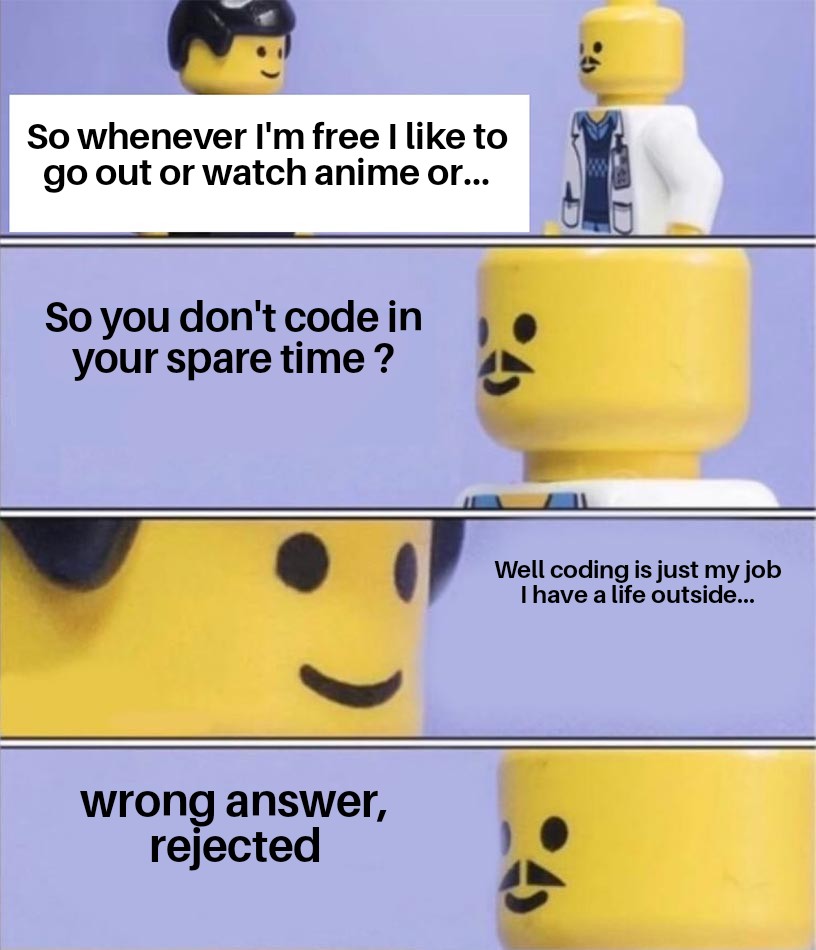 So whenever I'm free I like to
go out or watch anime or...
So you don't code in
your spare time ?
Well coding is just my job
I have a life outside...
wrong answer,
rejected